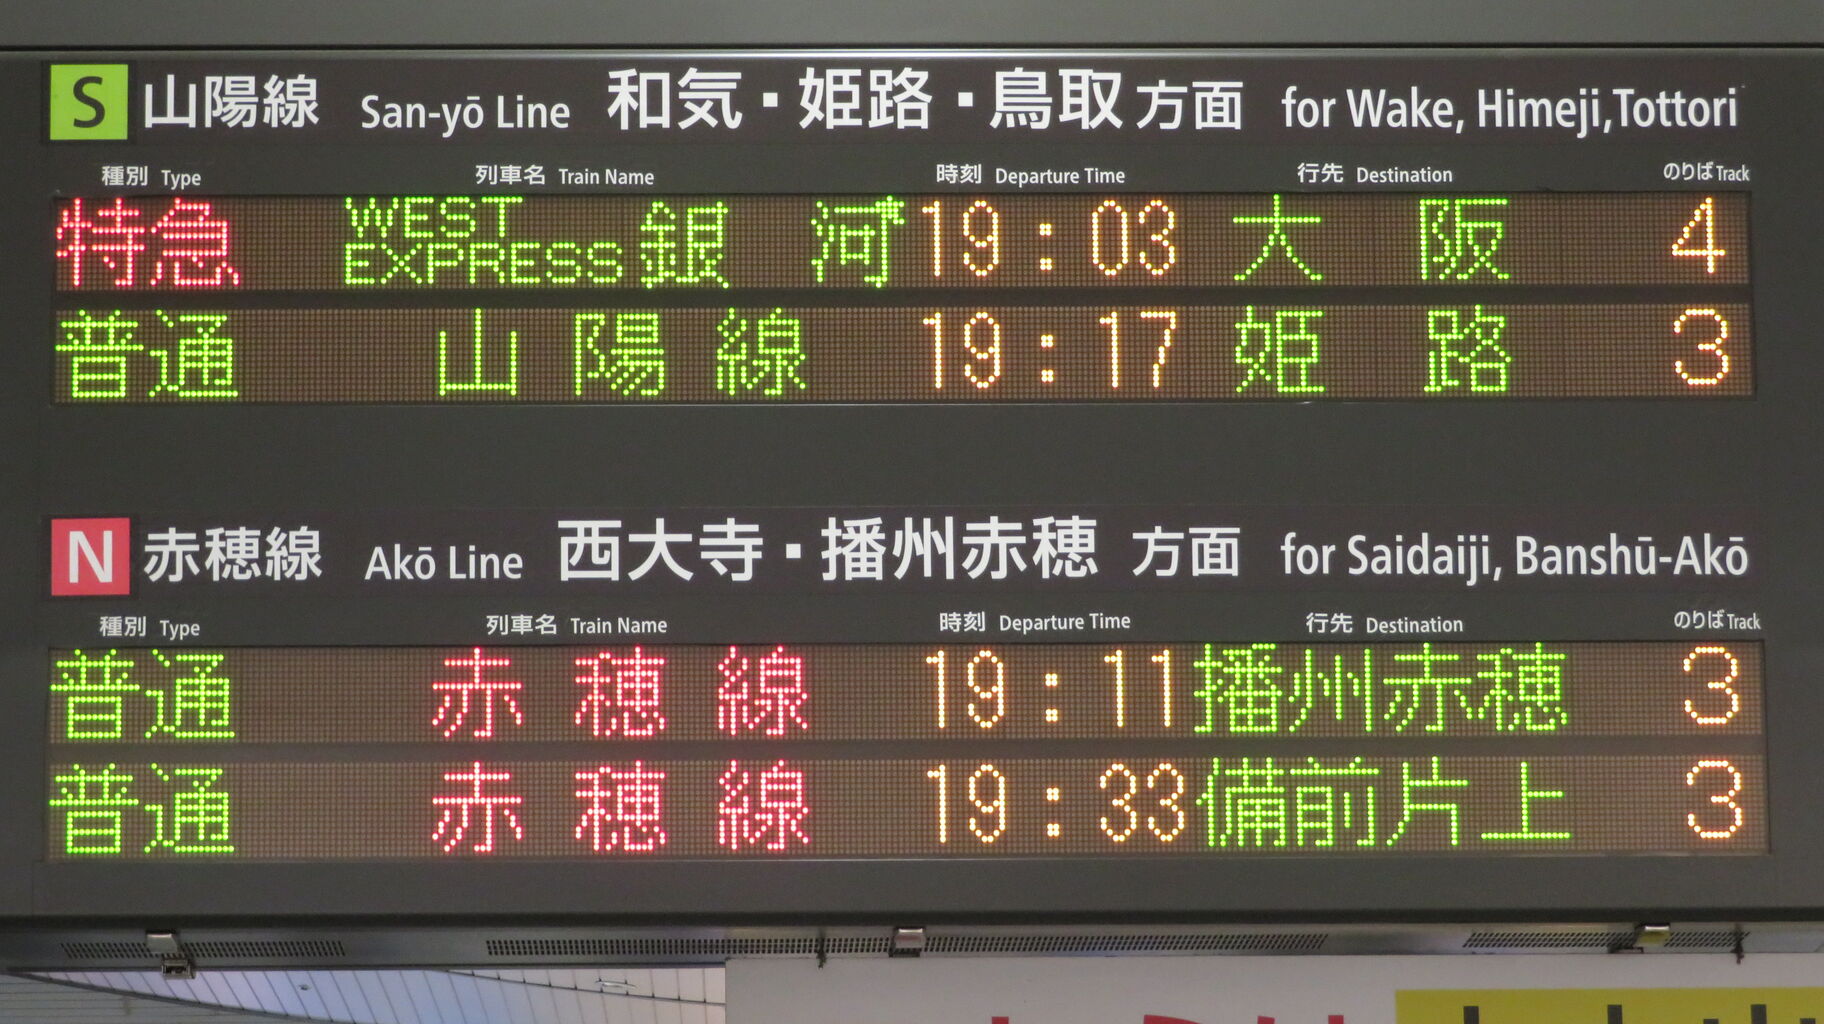 S 山陽線 San-yō Line 和気・姫路・鳥取方面 for Wake, Himeji, Tottori
種別 Type 列車名 Train Name 時刻 Departure Time 行先 Destination のりば Track
特急 WEST EXPRESS 銀河 19:03 大阪 4
普通 山陽線 19:17 姫路 3
N 赤穂線 Akō Line 西大寺・播州赤穂 方面 for Saidaiji, Banshū-Akō
種別 Type 列車名 Train Name 時刻 Departure Time 行先 Destination のりば Track
普通 赤穂線 19:11 播州赤穂 3
普通 赤穂線 19:33 備前片上 3